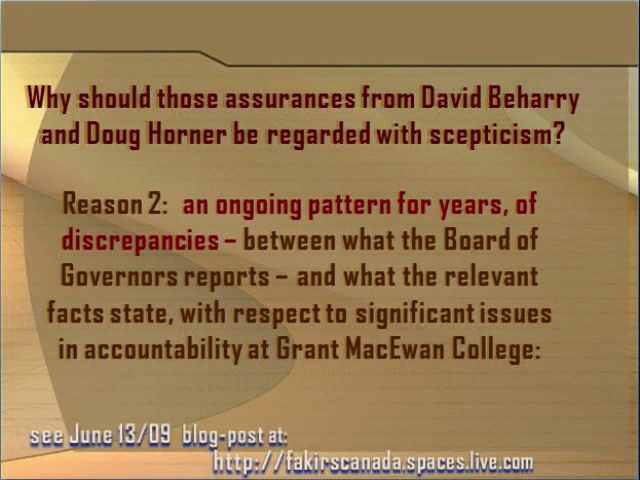 Why should those assurances from David Beharry
and Doug Horner be regarded with scepticism?
Reason 2: an ongoing pattern for years, of
discrepancies – between what the Board of
Governors reports – and what the relevant
facts state, with respect to significant issues
in accountability at Grant MacEwan College:
see June 13/09 blog-post at:
http://fakirscanada.spaces.live.com